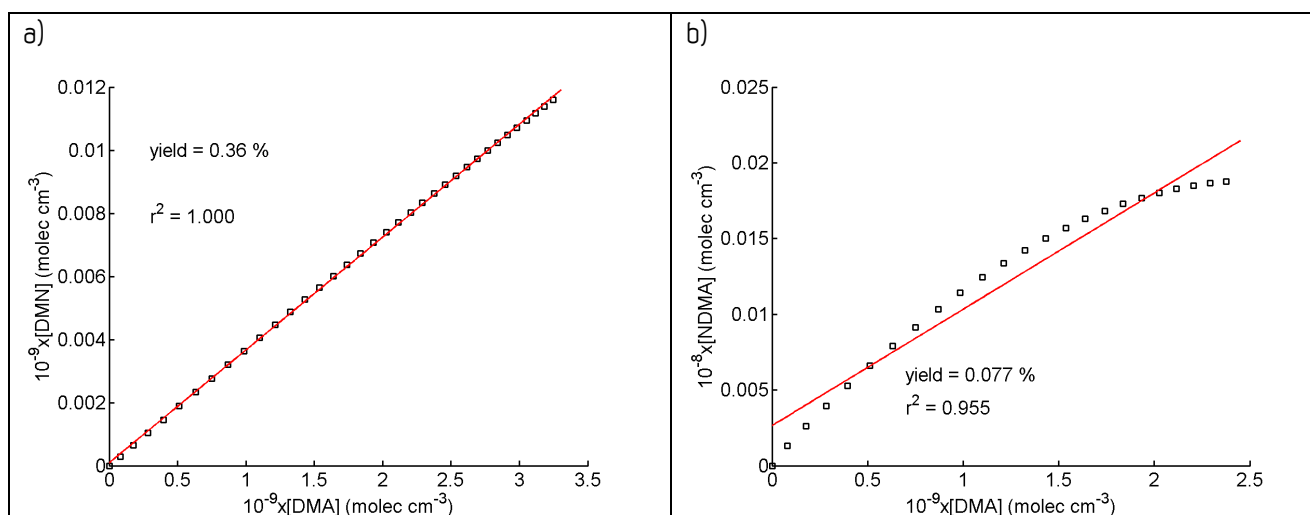 a)
10⁻⁹x[DMN] (molec cm⁻³)
0.012
0.01
0.008
0.006
0.004
0.002
0
yield = 0.36 %
r² = 1.000
0 0.5 1 1.5 2 2.5 3 3.5
10⁻⁹x[DMA] (molec cm⁻³)
b)
10⁻⁸x[NDMA] (molec cm⁻³)
0.025
0.02
0.015
0.01
0.005
0
yield = 0.077 %
r² = 0.955
0 0.5 1 1.5 2 2.5
10⁻⁹x[DMA] (molec cm⁻³)